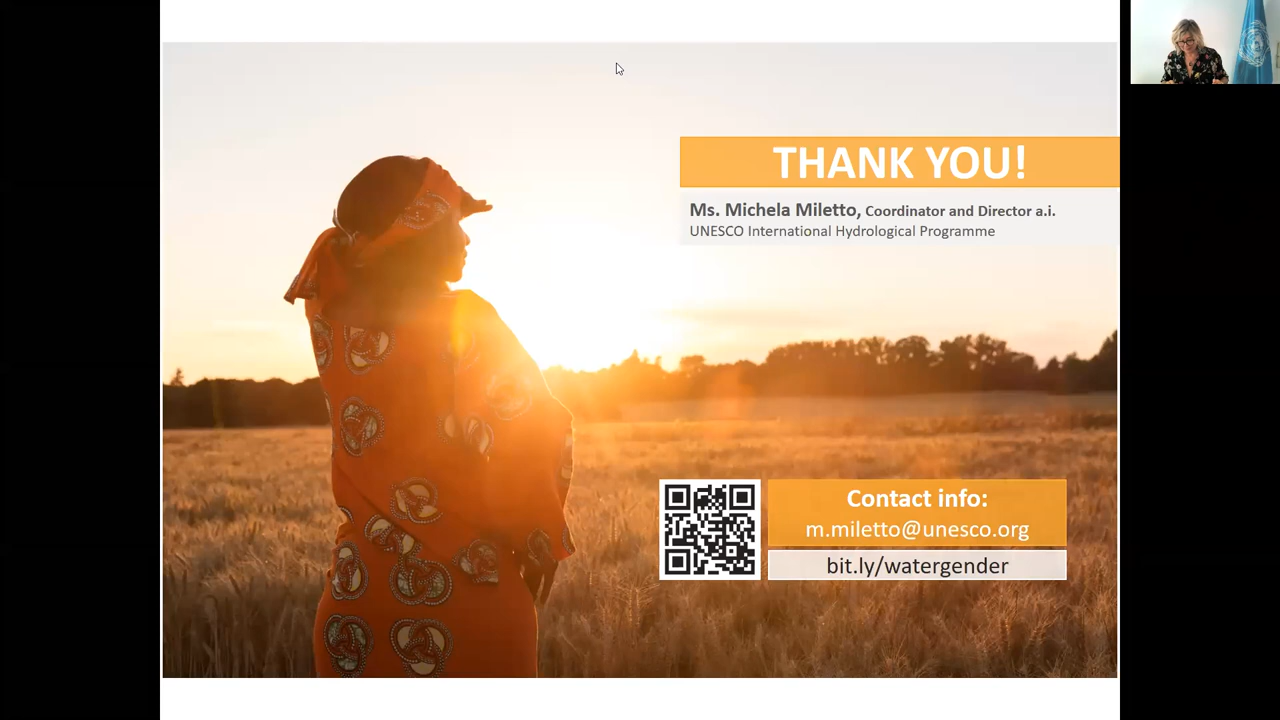 THANK YOU!
Ms. Michela Miletto, Coordinator and Director a.i.
UNESCO International Hydrological Programme
Contact info:
m.miletto@unesco.org
bit.ly/watergender